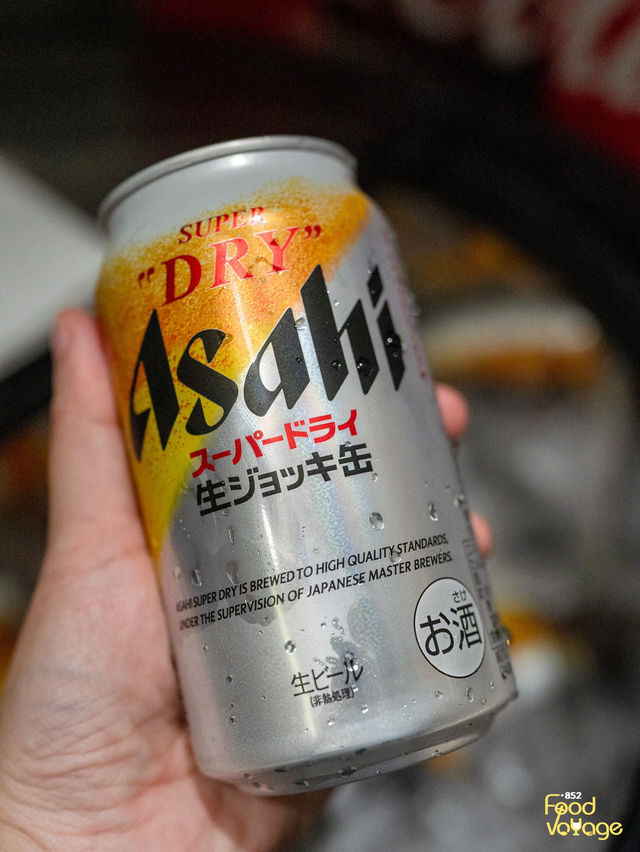 SUPER
"DRY"
Asahi
スーパードライ
生ジョッキ缶
ASAHI SUPER DRY IS BREWED TO HIGH QUALITY STANDARDS,
UNDER THE SUPERVISION OF JAPANESE MASTER BREWERS.
さけ
お酒
生ビール
(非熱処理)
+852
Food
Voyage